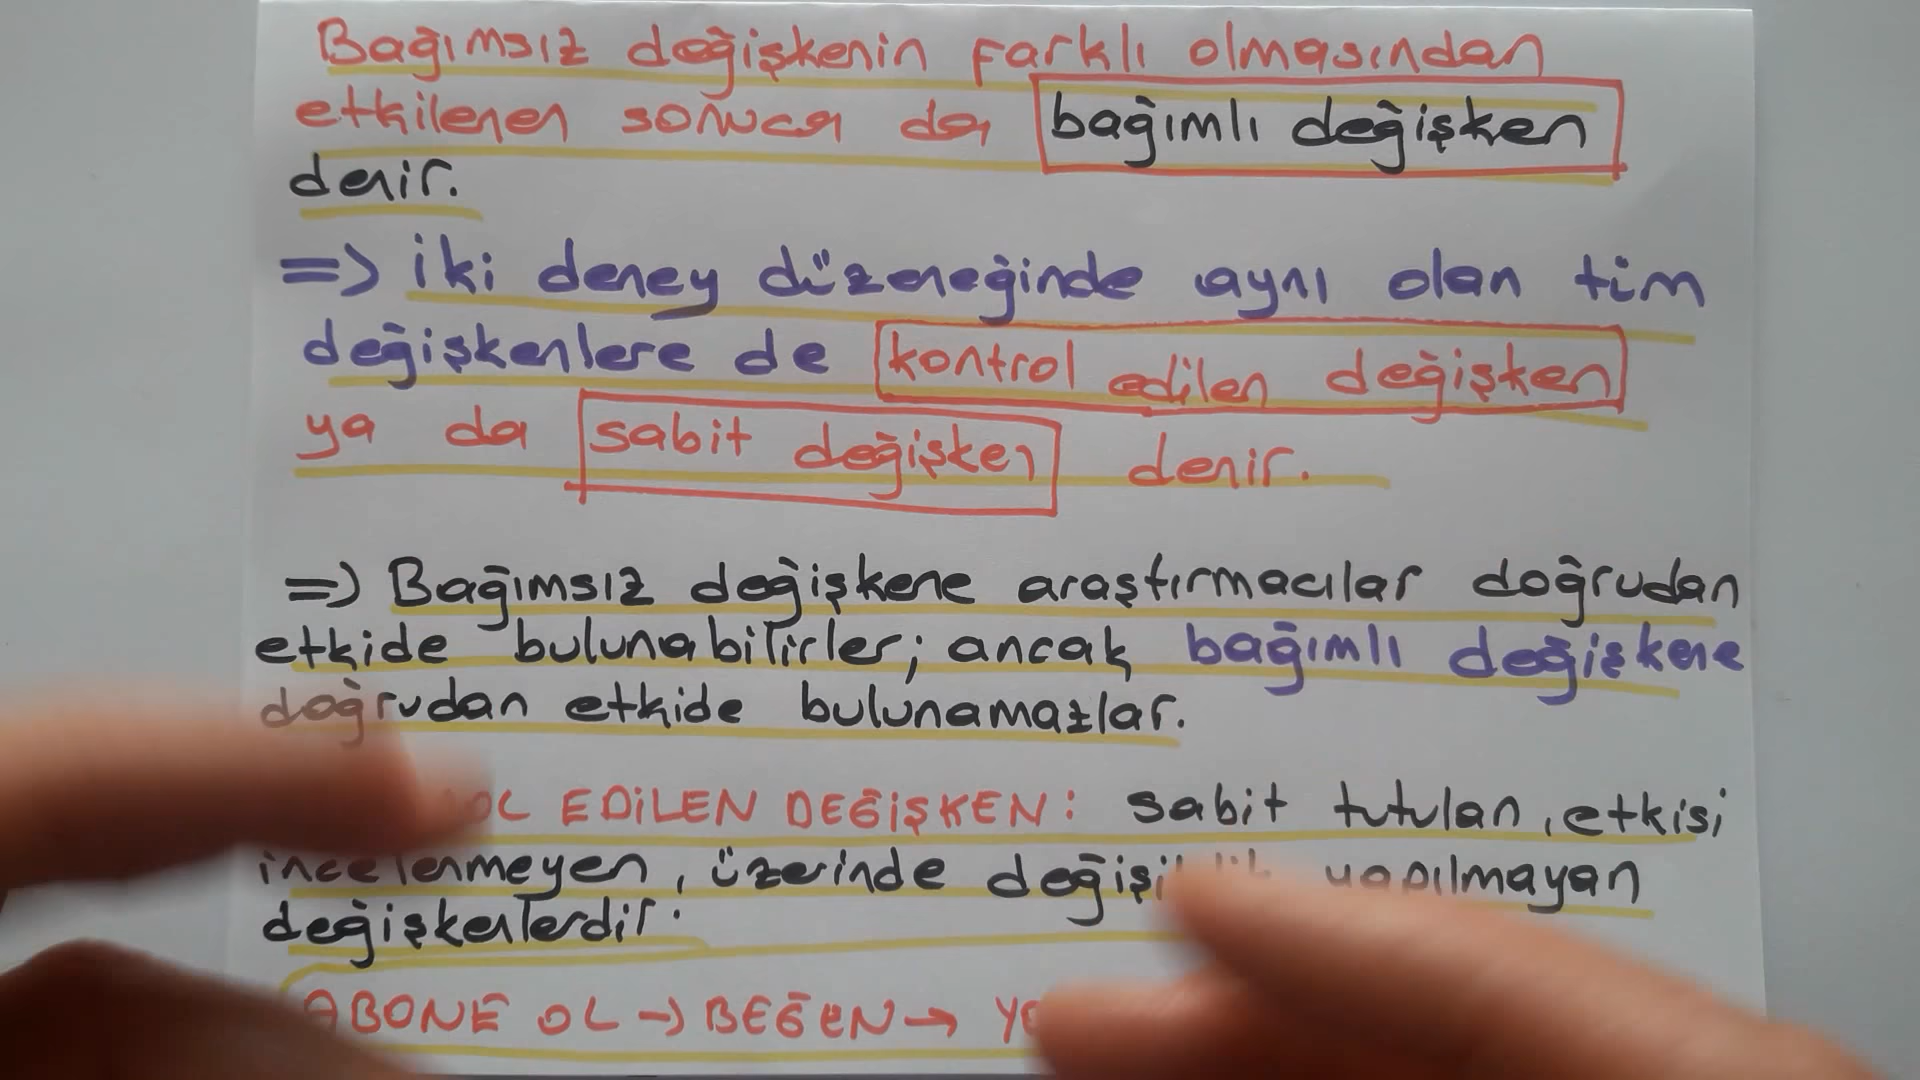 Bağımsız değişkenin farklı olmasından
etkilenen sonuca da bağımlı değişken
denir.
=> iki deney düzeneğinde aynı olan tüm
değişkenlere de kontrol edilen değişken
ya da sabit değişken denir.
=> Bağımsız değişkene araştırmacılar doğrudan
etkide bulunabilirler; ancak bağımlı değişkene
doğrudan etkide bulunamazlar.
OL EDİLEN DEĞİŞKEN: sabit tutulan, etkisi
incelenmeyen, üzerinde yapılmayan
değişkenlerdir.
ABONE OL → BEĞEN →